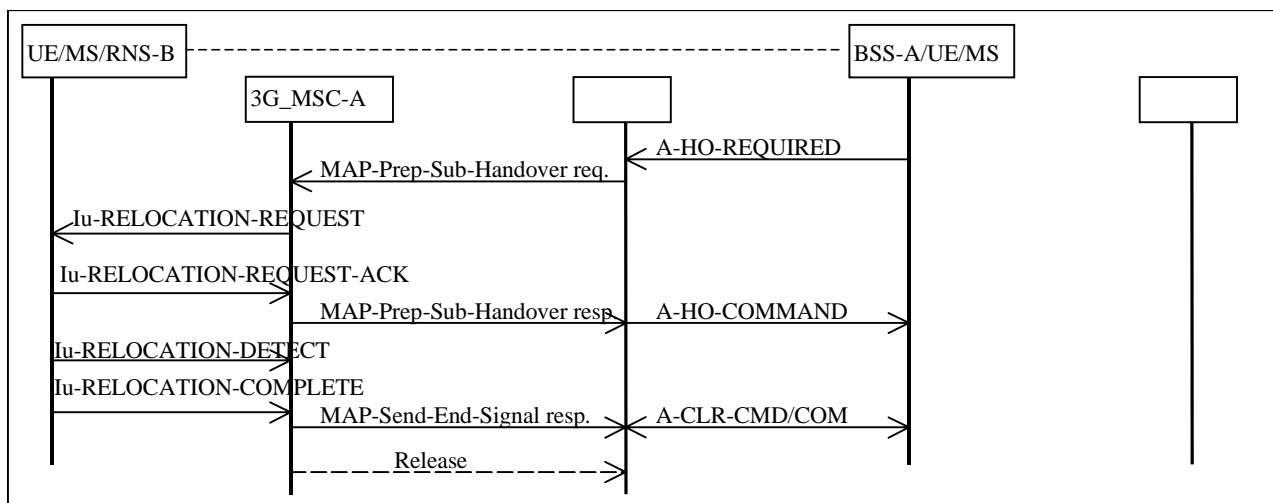 UE/MS/RNS-B
BSS-A/UE/MS
3G_MSC-A
A-HO-REQUIRED
MAP-Prep-Sub-Handover req.
Iu-RELOCATION-REQUEST
Iu-RELOCATION-REQUEST-ACK
MAP-Prep-Sub-Handover resp
A-HO-COMMAND
Iu-RELOCATION-DETECT
Iu-RELOCATION-COMPLETE
MAP-Send-End-Signal resp.
A-CLR-CMD/COM
Release